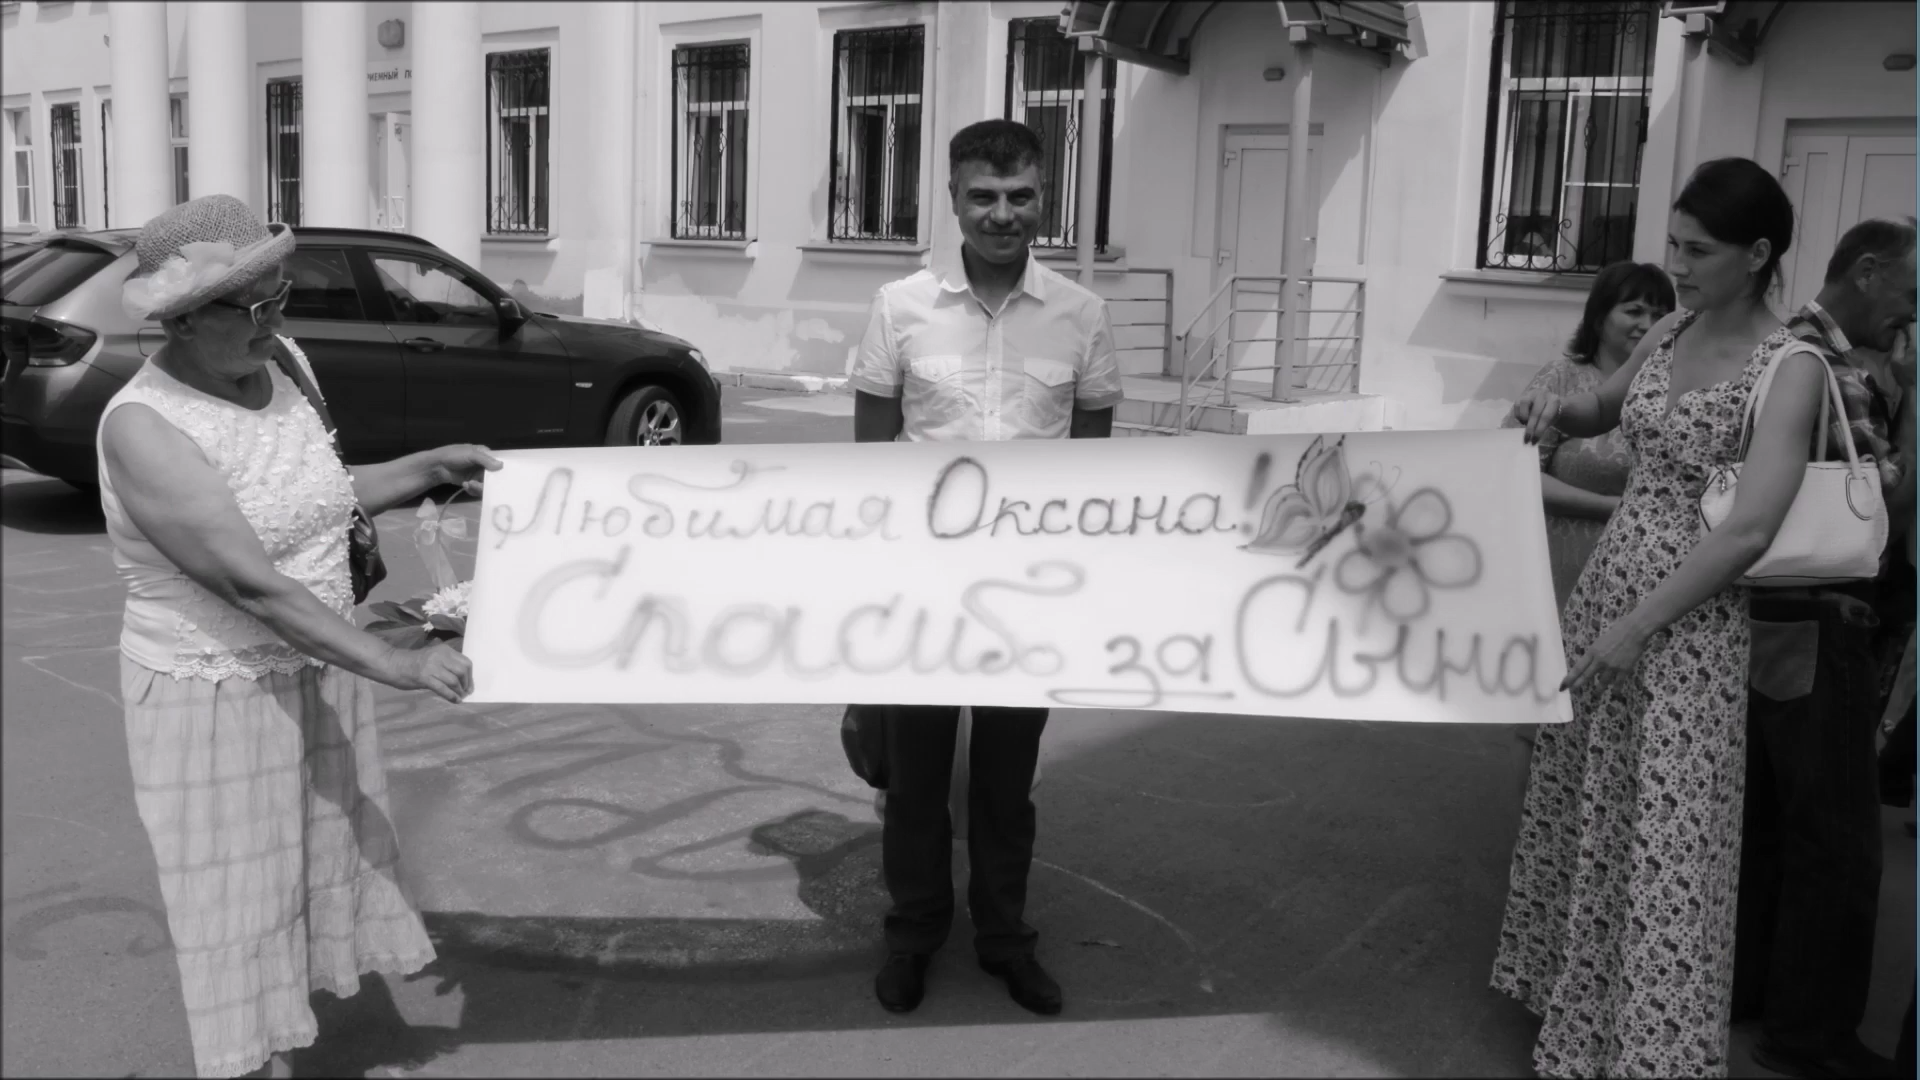 Любимая Оксана!
Спасибо за Сына